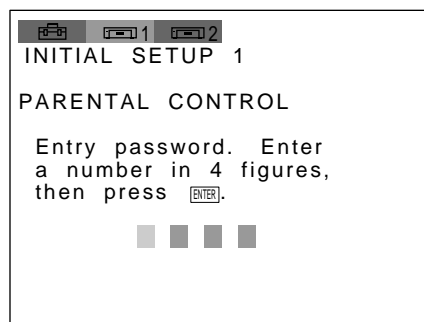 1 2
INITIAL SETUP 1
PARENTAL CONTROL
Entry password. Enter
a number in 4 figures,
then press ENTER.